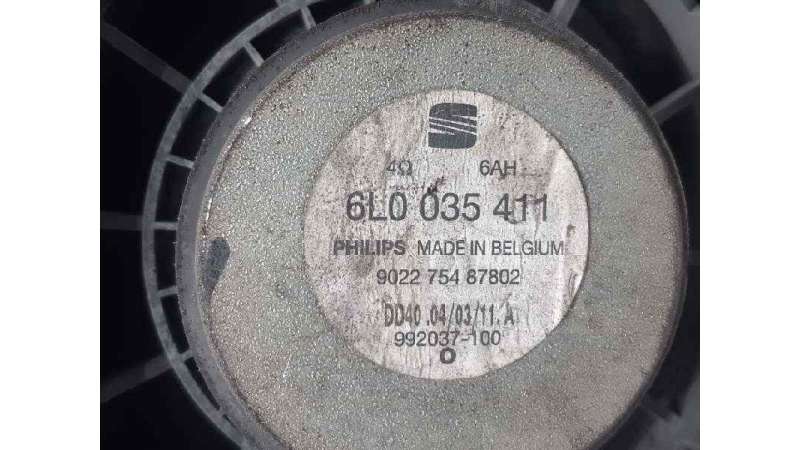 4Ω 6AH
6L0 035 411
PHILIPS MADE IN BELGIUM
9022 754 87802
DD40 .04/03/11. A
992037-100
O